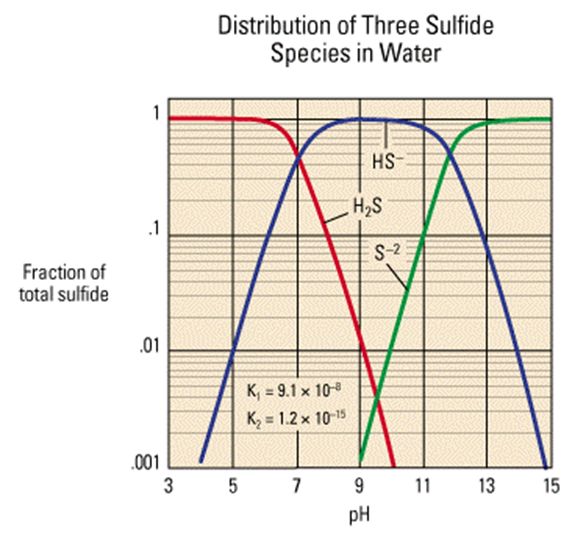 Distribution of Three Sulfide
Species in Water
1
.1
.01
.001
Fraction of
total sulfide
HS⁻
H₂S
S⁻²
K₁ = 9.1 × 10⁻⁸
K₂ = 1.2 × 10⁻¹⁵
3 5 7 9 11 13 15
pH